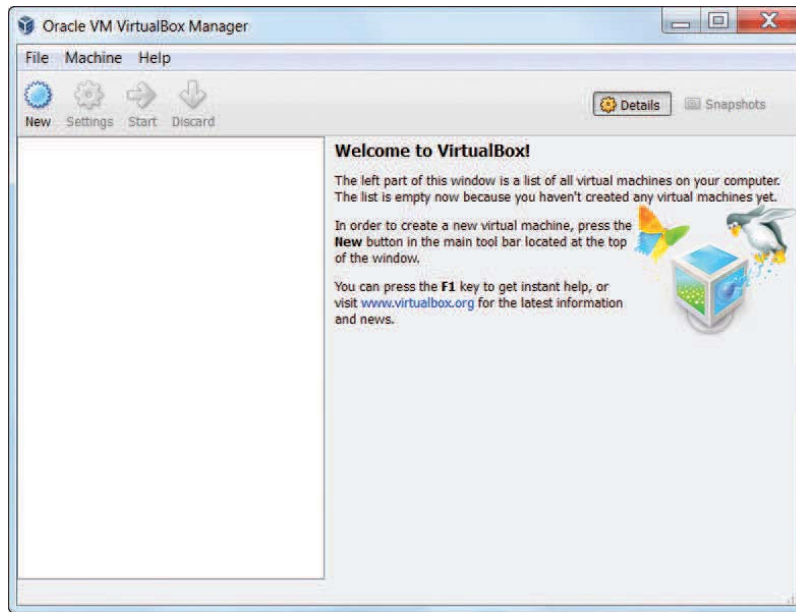 Oracle VM VirtualBox Manager
File Machine Help
New Settings Start Discard
Details Snapshots
Welcome to VirtualBox!
The left part of this window is a list of all virtual machines on your computer.
The list is empty now because you haven't created any virtual machines yet.
In order to create a new virtual machine, press the
New button in the main tool bar located at the top
of the window.
You can press the F1 key to get instant help, or
visit www.virtualbox.org for the latest information
and news.